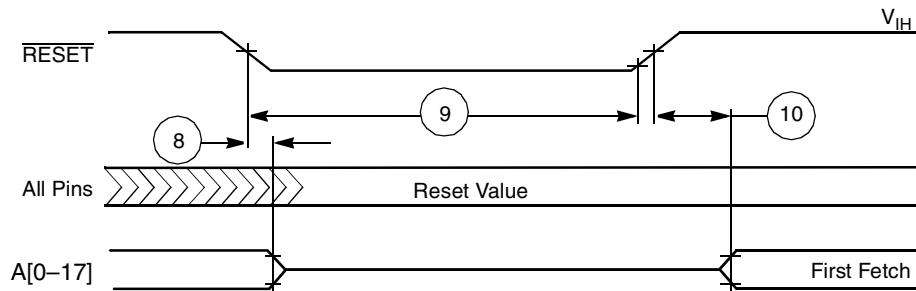 V_IH
RESET
9
10
8
All Pins
Reset Value
A[0–17]
First Fetch